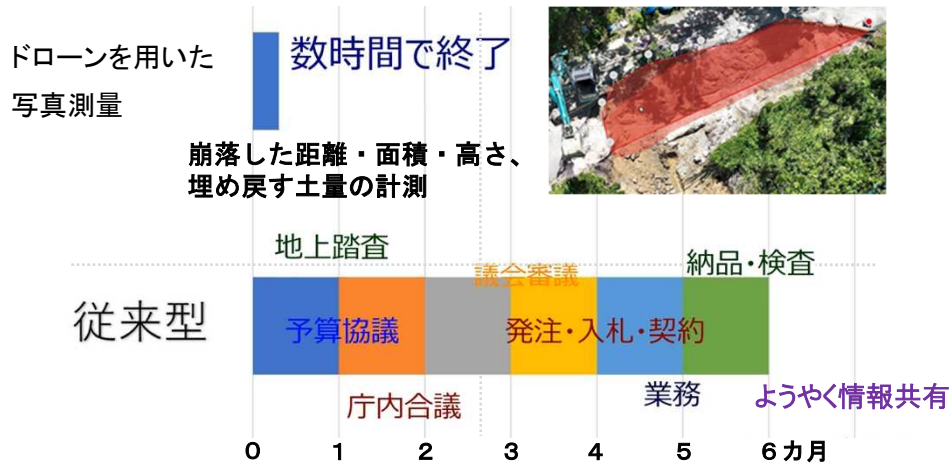 ドローンを用いた
写真測量
数時間で終了
崩落した距離・面積・高さ、
埋め戻す土量の計測
従来型
地上踏査
予算協議
庁内合議
議会審議
発注・入札・契約
業務
納品・検査
ようやく情報共有
0 1 2 3 4 5 6カ月